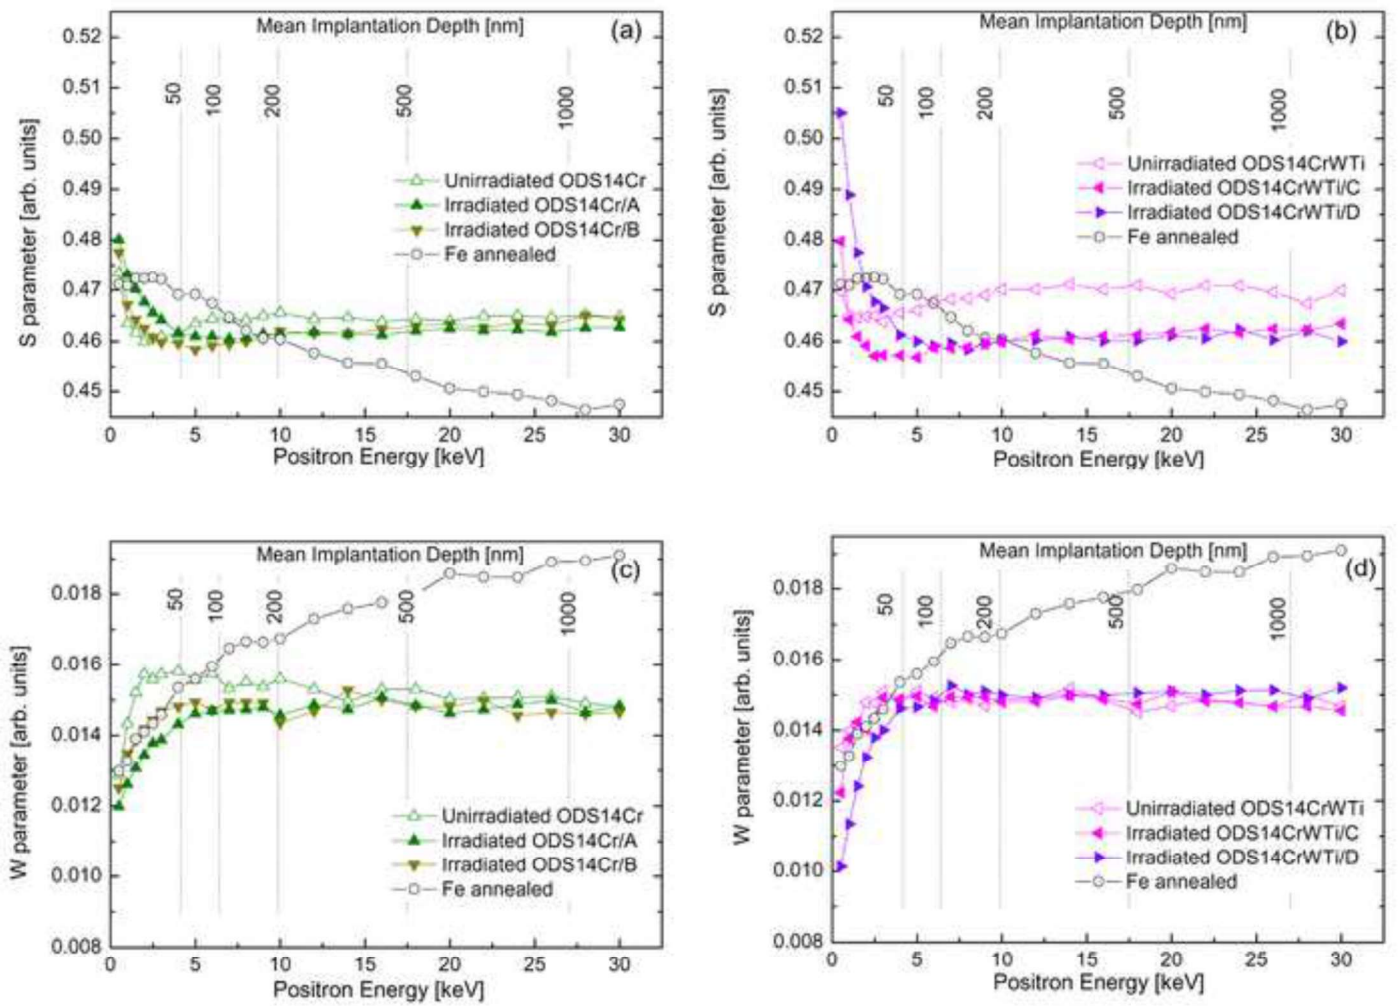 Mean Implantation Depth [nm]
(a)
0.52
0.51
0.50
0.49
0.48
0.47
0.46
0.45
S parameter [arb. units]
50
100
200
500
1000
Unirradiated ODS14Cr
Irradiated ODS14Cr/A
Irradiated ODS14Cr/B
Fe annealed
0 5 10 15 20 25 30
Positron Energy [keV]
Mean Implantation Depth [nm]
(b)
0.52
0.51
0.50
0.49
0.48
0.47
0.46
0.45
S parameter [arb. units]
50
100
200
500
1000
Unirradiated ODS14CrWTi
Irradiated ODS14CrWTi/C
Irradiated ODS14CrWTi/D
Fe annealed
0 5 10 15 20 25 30
Positron Energy [keV]
Mean Implantation Depth [nm]
(c)
0.018
0.016
0.014
0.012
0.010
0.008
W parameter [arb. units]
50
100
200
500
1000
Unirradiated ODS14Cr
Irradiated ODS14Cr/A
Irradiated ODS14Cr/B
Fe annealed
0 5 10 15 20 25 30
Positron Energy [keV]
Mean Implantation Depth [nm]
(d)
0.018
0.016
0.014
0.012
0.010
0.008
W parameter [arb. units]
50
100
200
500
1000
Unirradiated ODS14CrWTi
Irradiated ODS14CrWTi/C
Irradiated ODS14CrWTi/D
Fe annealed
0 5 10 15 20 25 30
Positron Energy [keV]